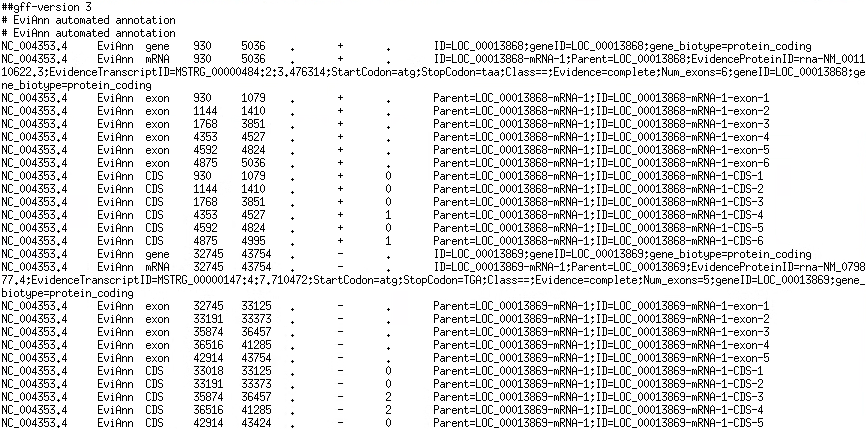 ##gff-version 3
# EviAnn automated annotation
# EviAnn automated annotation
NC_004353.4 EviAnn gene 930 5036 . + . ID=LOC_00013868;geneID=LOC_00013868;gene_biotype=protein_coding
NC_004353.4 EviAnn mRNA 930 5036 . + . ID=LOC_00013868-mRNA-1;Parent=LOC_00013868;EvidenceProteinID=rna-NM_0011
10622.3;EvidenceTranscriptID=MSTRG_00000484;2;3.476314;StartCodon=atg;StopCodon=taa;Class==;Evidence=complete;Num_exons=6;geneID=LOC_00013868;ge
ne_biotype=protein_coding
NC_004353.4 EviAnn exon 930 1079 . + . Parent=LOC_00013868-mRNA-1;ID=LOC_00013868-mRNA-1-exon-1
NC_004353.4 EviAnn exon 1144 1410 . + . Parent=LOC_00013868-mRNA-1;ID=LOC_00013868-mRNA-1-exon-2
NC_004353.4 EviAnn exon 1768 3851 . + . Parent=LOC_00013868-mRNA-1;ID=LOC_00013868-mRNA-1-exon-3
NC_004353.4 EviAnn exon 4353 4527 . + . Parent=LOC_00013868-mRNA-1;ID=LOC_00013868-mRNA-1-exon-4
NC_004353.4 EviAnn exon 4592 4824 . + . Parent=LOC_00013868-mRNA-1;ID=LOC_00013868-mRNA-1-exon-5
NC_004353.4 EviAnn exon 4875 5036 . + . Parent=LOC_00013868-mRNA-1;ID=LOC_00013868-mRNA-1-exon-6
NC_004353.4 EviAnn CDS 930 1079 . + 0 Parent=LOC_00013868-mRNA-1;ID=LOC_00013868-mRNA-1-CDS-1
NC_004353.4 EviAnn CDS 1144 1410 . + 0 Parent=LOC_00013868-mRNA-1;ID=LOC_00013868-mRNA-1-CDS-2
NC_004353.4 EviAnn CDS 1768 3851 . + 0 Parent=LOC_00013868-mRNA-1;ID=LOC_00013868-mRNA-1-CDS-3
NC_004353.4 EviAnn CDS 4353 4527 . + 1 Parent=LOC_00013868-mRNA-1;ID=LOC_00013868-mRNA-1-CDS-4
NC_004353.4 EviAnn CDS 4592 4824 . + 0 Parent=LOC_00013868-mRNA-1;ID=LOC_00013868-mRNA-1-CDS-5
NC_004353.4 EviAnn CDS 4875 4995 . + 1 Parent=LOC_00013868-mRNA-1;ID=LOC_00013868-mRNA-1-CDS-6
NC_004353.4 EviAnn gene 32745 43754 . - . ID=LOC_00013869;geneID=LOC_00013869;gene_biotype=protein_coding
NC_004353.4 EviAnn mRNA 32745 43754 . - . ID=LOC_00013869-mRNA-1;Parent=LOC_00013869;EvidenceProteinID=rna-NM_0798
77.4;EvidenceTranscriptID=MSTRG_00000147;4;7.710472;StartCodon=atg;StopCodon=TGA;Class==;Evidence=complete;Num_exons=5;geneID=LOC_00013869;gene_
biotype=protein_coding
NC_004353.4 EviAnn exon 32745 33125 . - . Parent=LOC_00013869-mRNA-1;ID=LOC_00013869-mRNA-1-exon-1
NC_004353.4 EviAnn exon 33191 33373 . - . Parent=LOC_00013869-mRNA-1;ID=LOC_00013869-mRNA-1-exon-2
NC_004353.4 EviAnn exon 35874 36457 . - . Parent=LOC_00013869-mRNA-1;ID=LOC_00013869-mRNA-1-exon-3
NC_004353.4 EviAnn exon 36516 41285 . - . Parent=LOC_00013869-mRNA-1;ID=LOC_00013869-mRNA-1-exon-4
NC_004353.4 EviAnn exon 42914 43754 . - . Parent=LOC_00013869-mRNA-1;ID=LOC_00013869-mRNA-1-exon-5
NC_004353.4 EviAnn CDS 33018 33125 . - 0 Parent=LOC_00013869-mRNA-1;ID=LOC_00013869-mRNA-1-CDS-1
NC_004353.4 EviAnn CDS 33191 33373 . - 0 Parent=LOC_00013869-mRNA-1;ID=LOC_00013869-mRNA-1-CDS-2
NC_004353.4 EviAnn CDS 35874 36457 . - 2 Parent=LOC_00013869-mRNA-1;ID=LOC_00013869-mRNA-1-CDS-3
NC_004353.4 EviAnn CDS 36516 41285 . - 2 Parent=LOC_00013869-mRNA-1;ID=LOC_00013869-mRNA-1-CDS-4
NC_004353.4 EviAnn CDS 42914 43424 . - 0 Parent=LOC_00013869-mRNA-1;ID=LOC_00013869-mRNA-1-CDS-5